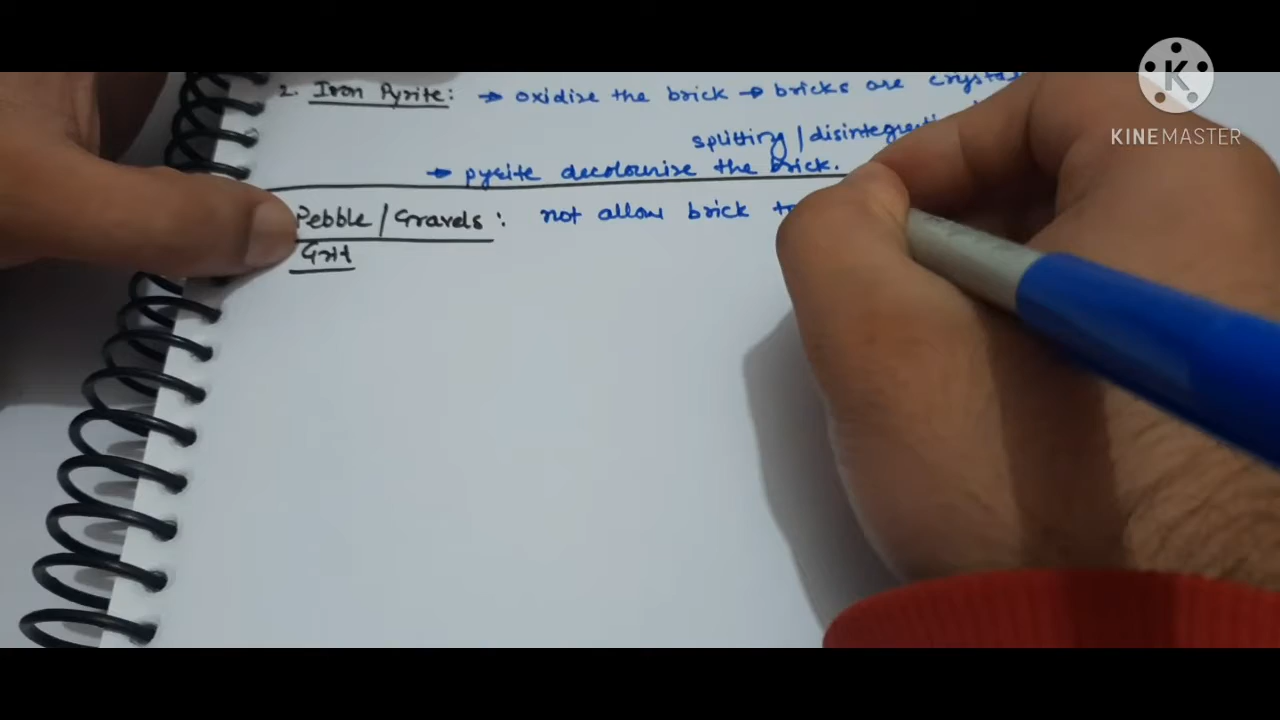 KINEMASTER
2. Iron Pyrite: → oxidise the brick → bricks are
splitting /
→ pyrite decolourise the brick.
Pebble / Gravels: not allow brick
Grit